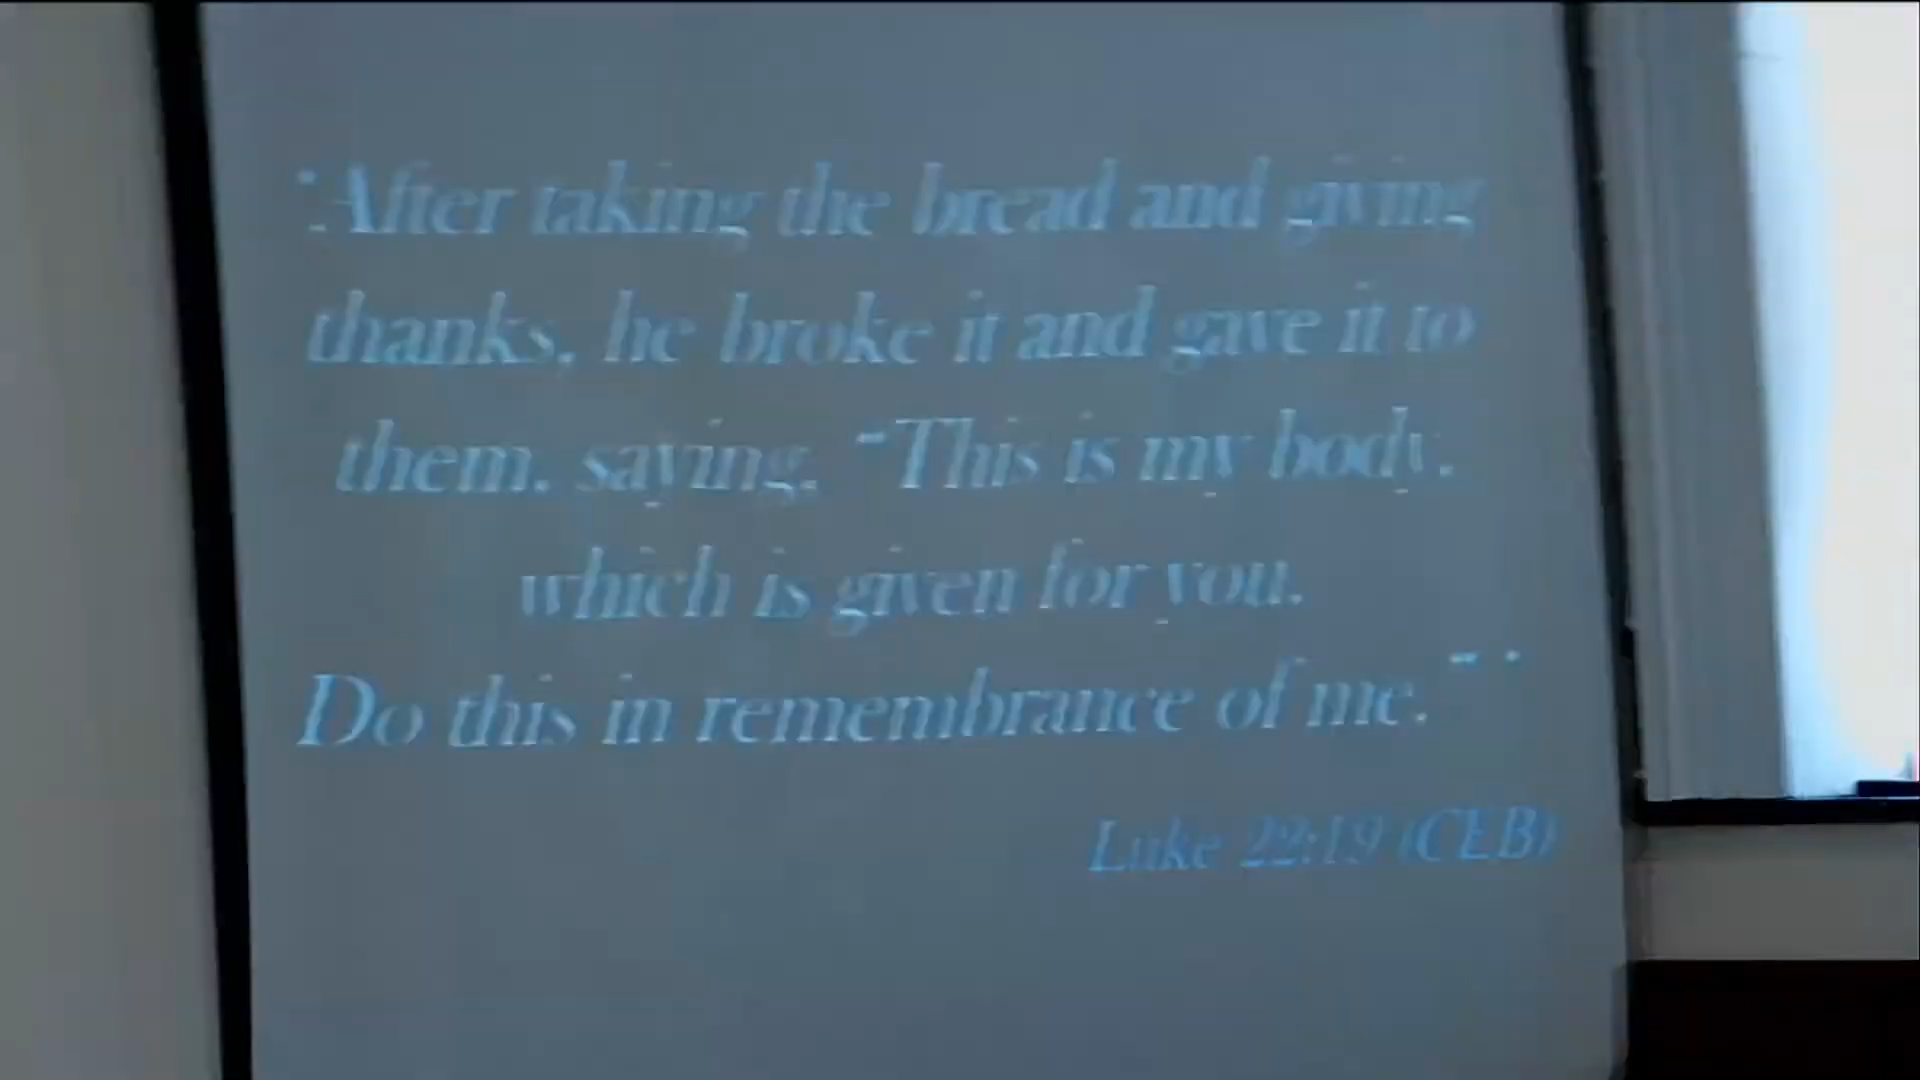 ‘After taking the bread and giving
thanks, he broke it and gave it to
them, saying, “This is my body,
which is given for you.
Do this in remembrance of me.” ’
Luke 22:19 (CEB)